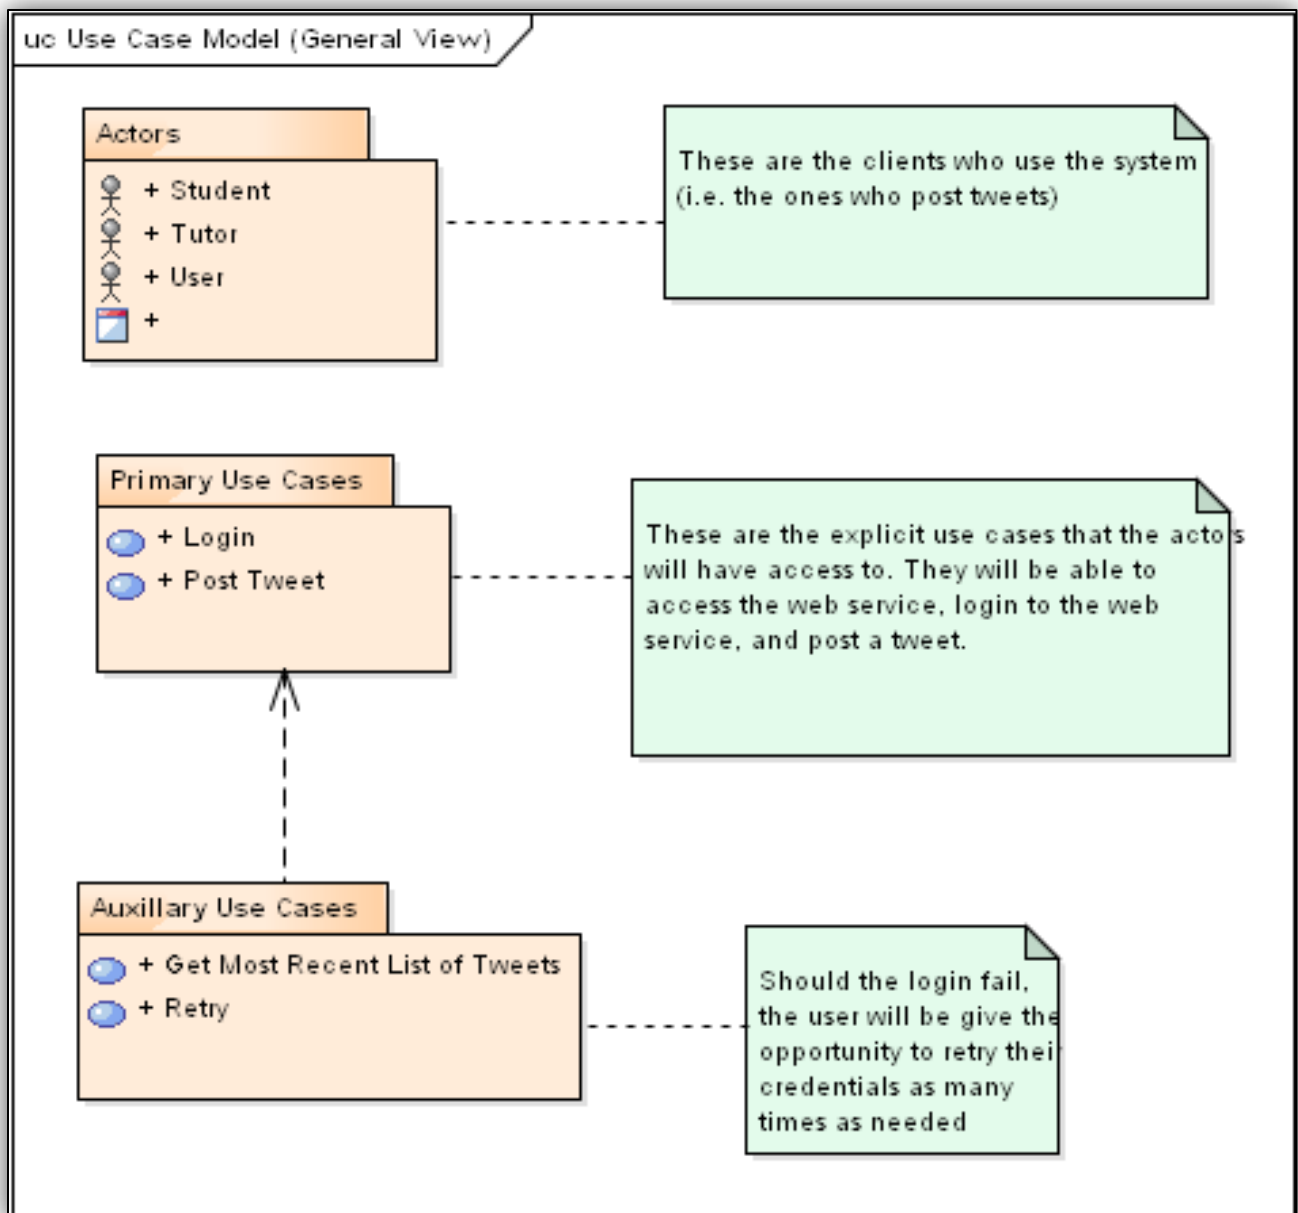 uc Use Case Model (General View)
Actors
+ Student
+ Tutor
+ User
+
These are the clients who use the system
(i.e. the ones who post tweets)
Primary Use Cases
+ Login
+ Post Tweet
These are the explicit use cases that the actors
will have access to. They will be able to
access the web service, login to the web
service, and post a tweet.
Auxillary Use Cases
+ Get Most Recent List of Tweets
+ Retry
Should the login fail,
the user will be give the
opportunity to retry their
credentials as many
times as needed